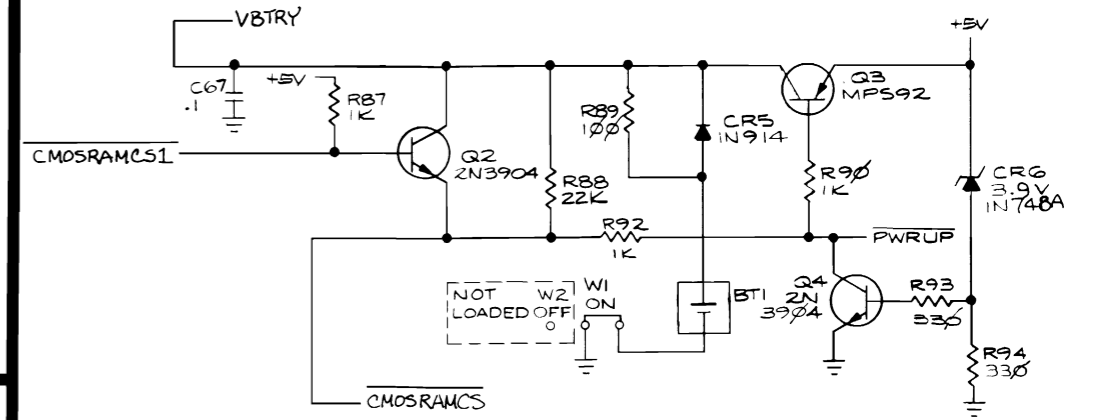 VBTRY
+5V
C67
.1
+5V
R87
1K
CMOSRAMCS1
Q2
2N3904
R88
22K
R89
100
CR5
1N914
Q3
MPS92
R90
1K
CR6
3.9V
1N748A
R92
1K
PWRUP
NOT W2
LOADED OFF
W1
ON
BT1
Q4
2N
3904
R93
330
R94
330
CMOSRAMCS